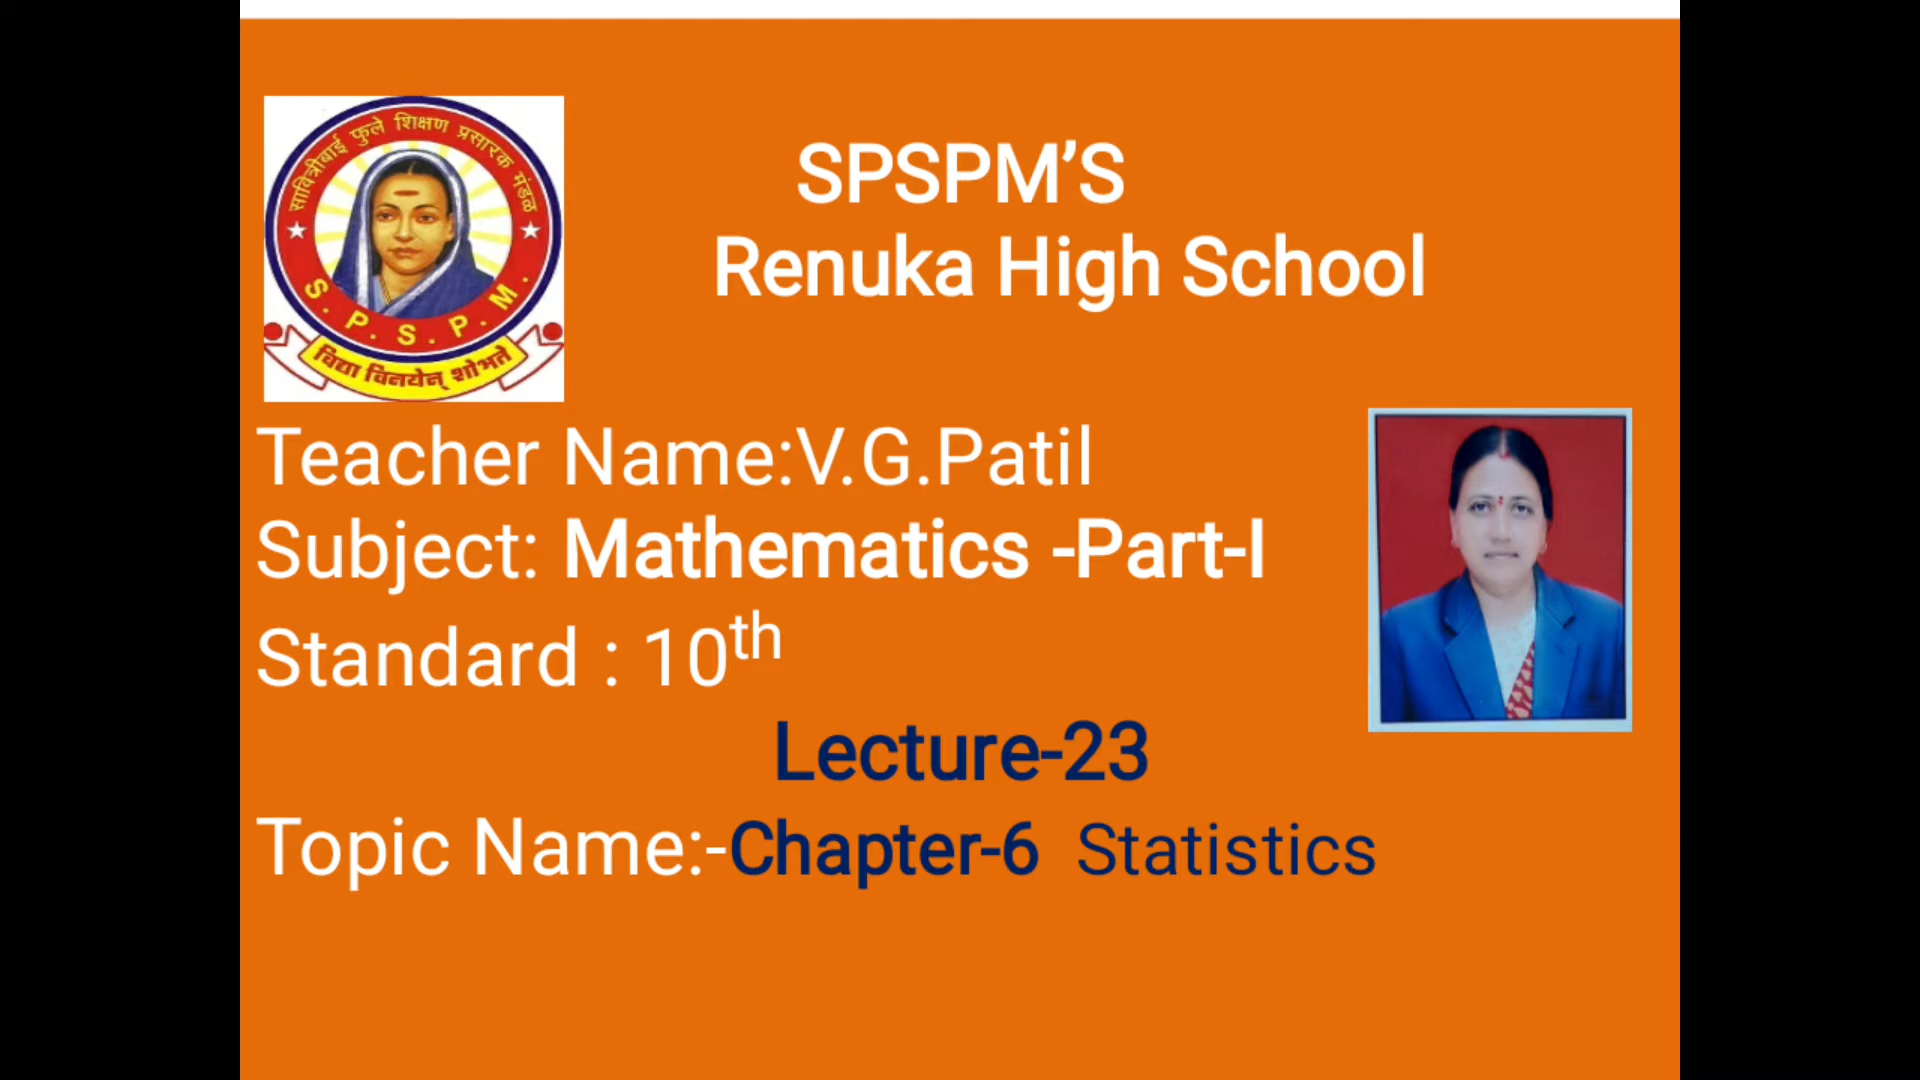 सावित्रीबाई फुले शिक्षण प्रसारक मंडळ
S. P. S. P. M.
विद्या विनयेन् शोभते
SPSPM’S
Renuka High School
Teacher Name:V.G.Patil
Subject: Mathematics -Part-I
Standard : 10th
Lecture-23
Topic Name:-Chapter-6 Statistics